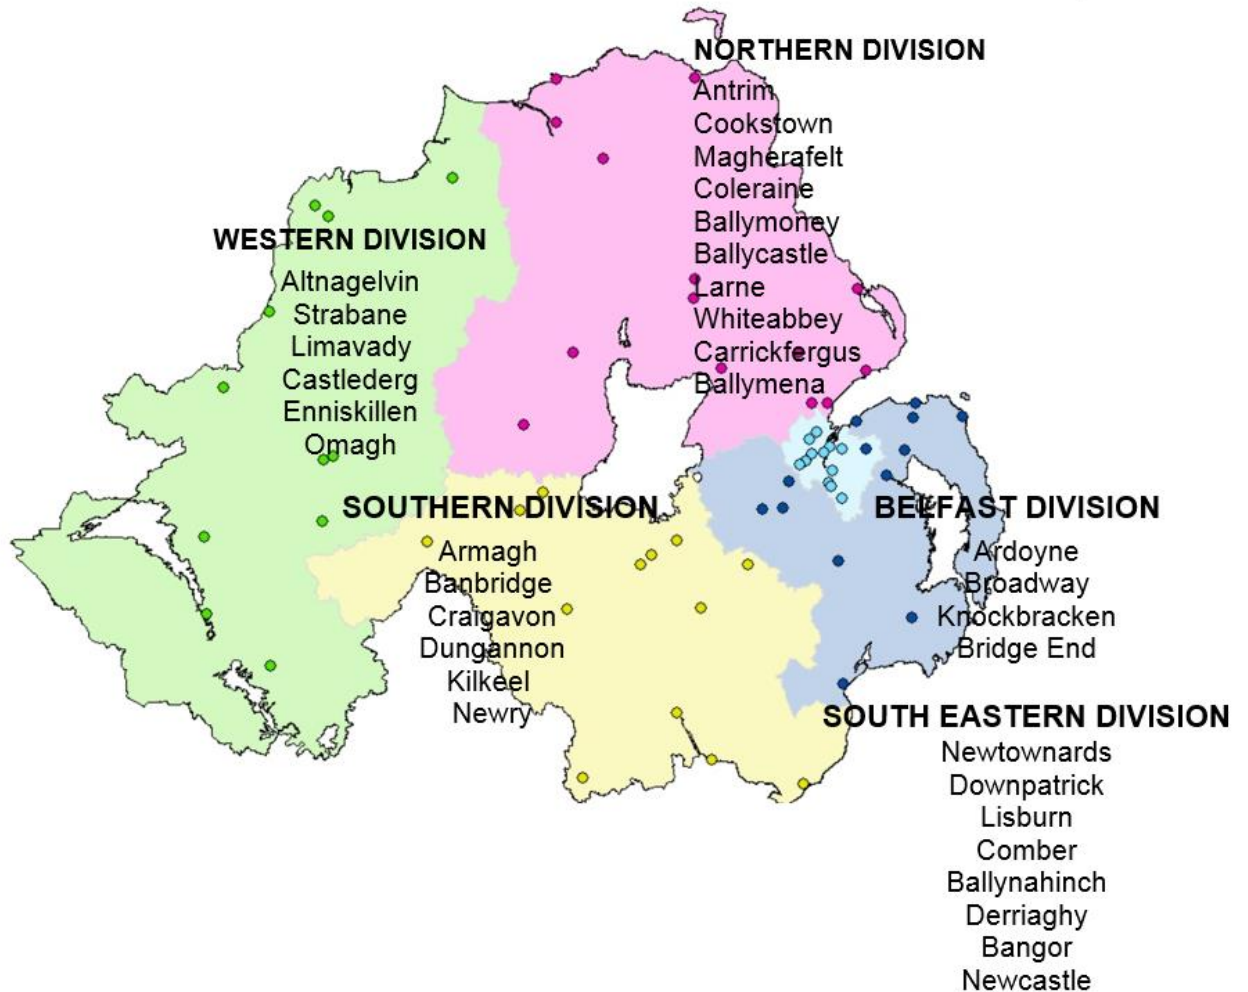 NORTHERN DIVISION
Antrim
Cookstown
Magherafelt
Coleraine
Ballymoney
Ballycastle
Larne
Whiteabbey
Carrickfergus
Ballymena
WESTERN DIVISION
Altnagelvin
Strabane
Limavady
Castlederg
Enniskillen
Omagh
SOUTHERN DIVISION
Armagh
Banbridge
Craigavon
Dungannon
Kilkeel
Newry
BELFAST DIVISION
Ardoyne
Broadway
Knockbracken
Bridge End
SOUTH EASTERN DIVISION
Newtownards
Downpatrick
Lisburn
Comber
Ballynahinch
Derriaghy
Bangor
Newcastle